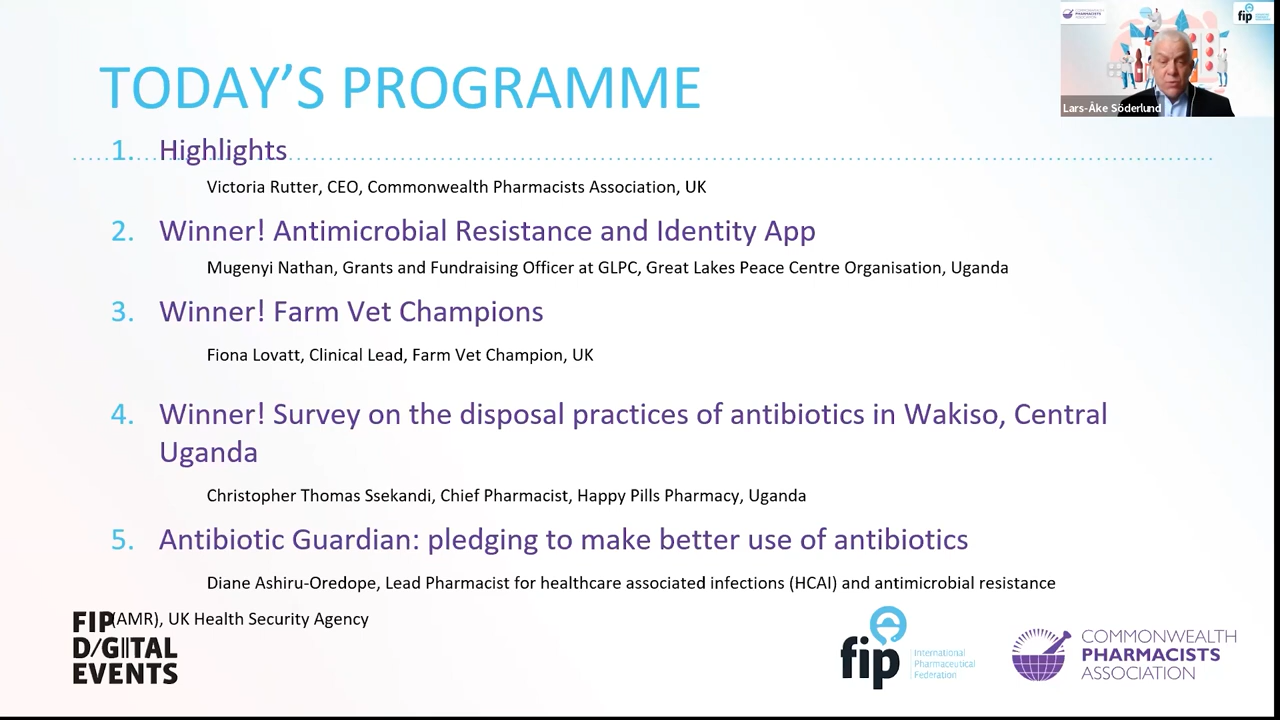 TODAY’S PROGRAMME
1. Highlights
Victoria Rutter, CEO, Commonwealth Pharmacists Association, UK
2. Winner! Antimicrobial Resistance and Identity App
Mugenyi Nathan, Grants and Fundraising Officer at GLPC, Great Lakes Peace Centre Organisation, Uganda
3. Winner! Farm Vet Champions
Fiona Lovatt, Clinical Lead, Farm Vet Champion, UK
4. Winner! Survey on the disposal practices of antibiotics in Wakiso, Central
Uganda
Christopher Thomas Ssekandi, Chief Pharmacist, Happy Pills Pharmacy, Uganda
5. Antibiotic Guardian: pledging to make better use of antibiotics
Diane Ashiru-Oredope, Lead Pharmacist for healthcare associated infections (HCAI) and antimicrobial resistance
(AMR), UK Health Security Agency
FIP
D/GITAL
EVENTS
fip
International
Pharmaceutical
Federation
COMMONWEALTH
PHARMACISTS
ASSOCIATION
COMMONWEALTH
PHARMACISTS
ASSOCIATION
fip
Lars-Åke Söderlund